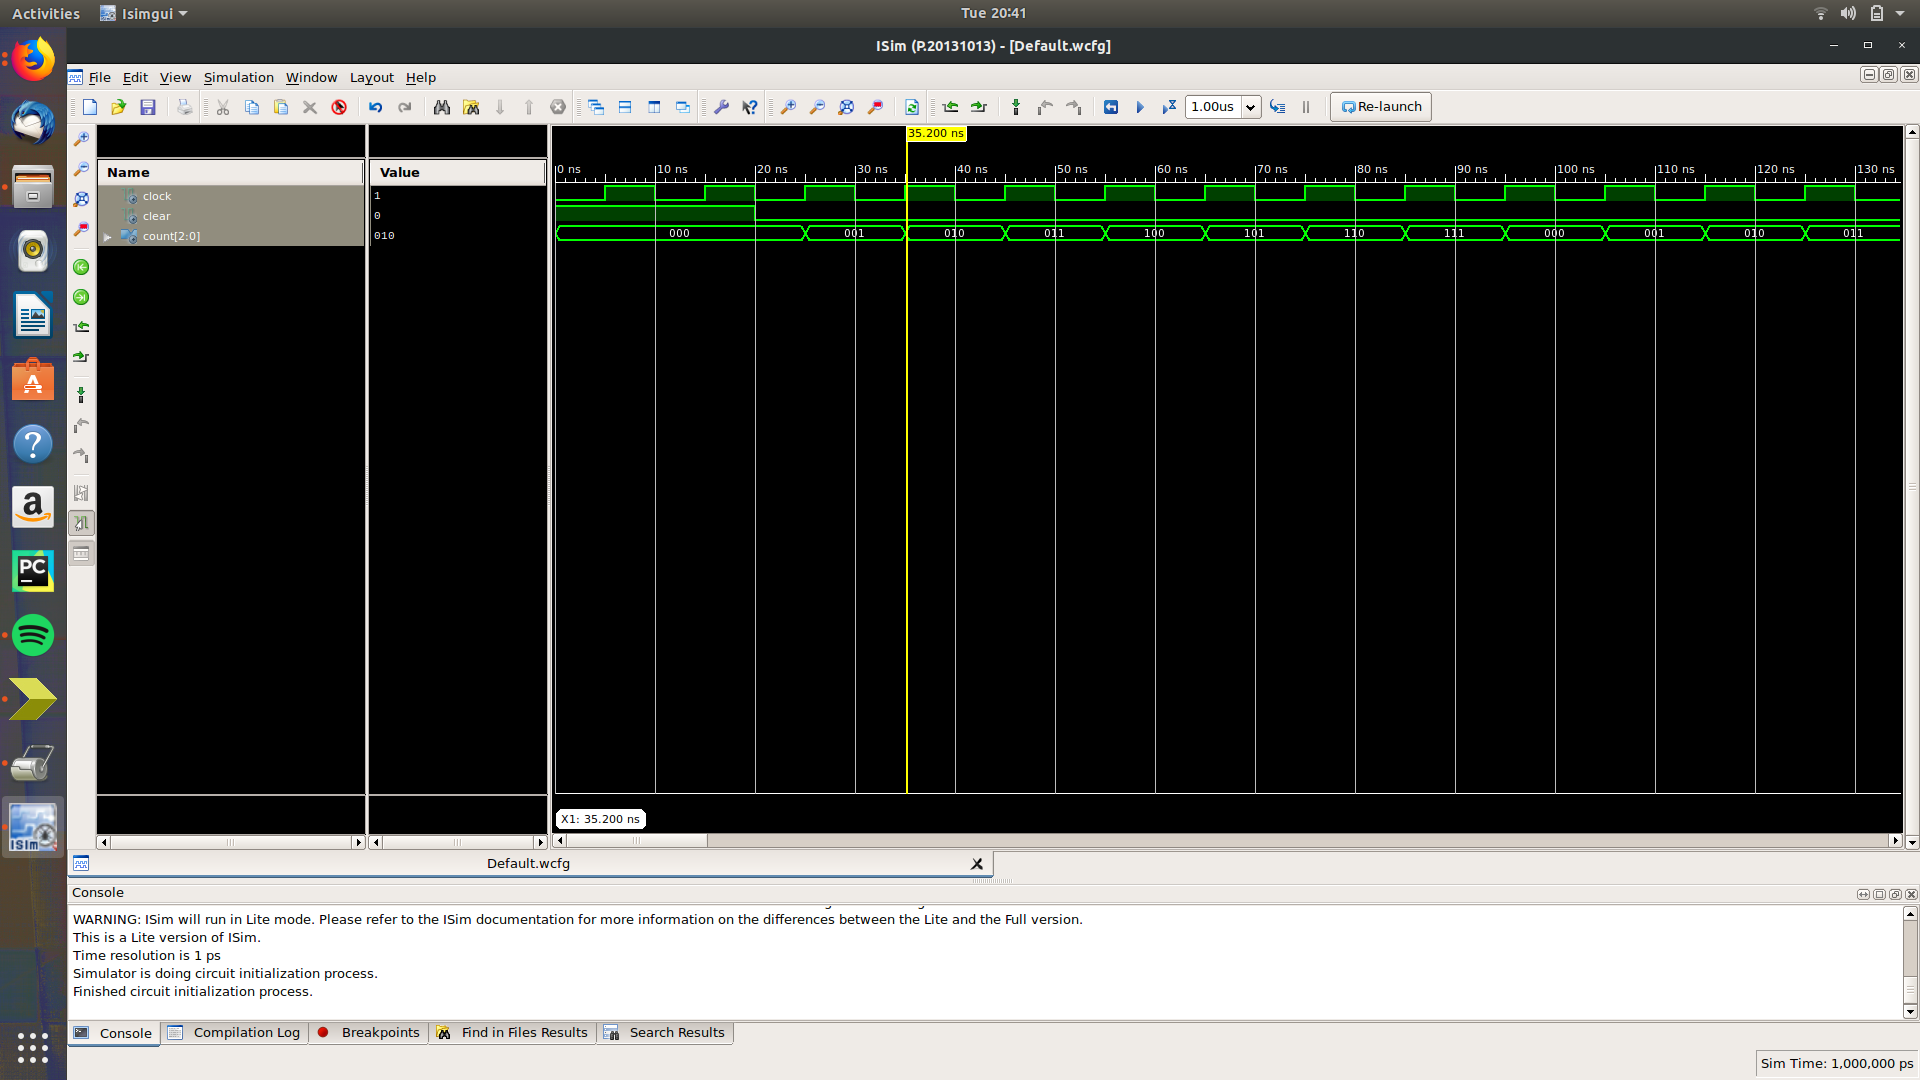 Activities Isimgui Tue 20:41
ISim (P.20131013) - [Default.wcfg]
File Edit View Simulation Window Layout Help
1.00us Re-launch
35.200 ns
Name Value
0 ns 10 ns 20 ns 30 ns 40 ns 50 ns 60 ns 70 ns 80 ns 90 ns 100 ns 110 ns 120 ns 130 ns
clock 1
clear 0
count[2:0] 010 000 001 010 011 100 101 110 111 000 001 010 011
X1: 35.200 ns
Default.wcfg
Console
WARNING: ISim will run in Lite mode. Please refer to the ISim documentation for more information on the differences between the Lite and the Full version.
This is a Lite version of ISim.
Time resolution is 1 ps
Simulator is doing circuit initialization process.
Finished circuit initialization process.
Console Compilation Log Breakpoints Find in Files Results Search Results
Sim Time: 1,000,000 ps
A
?
a
PC
ISim